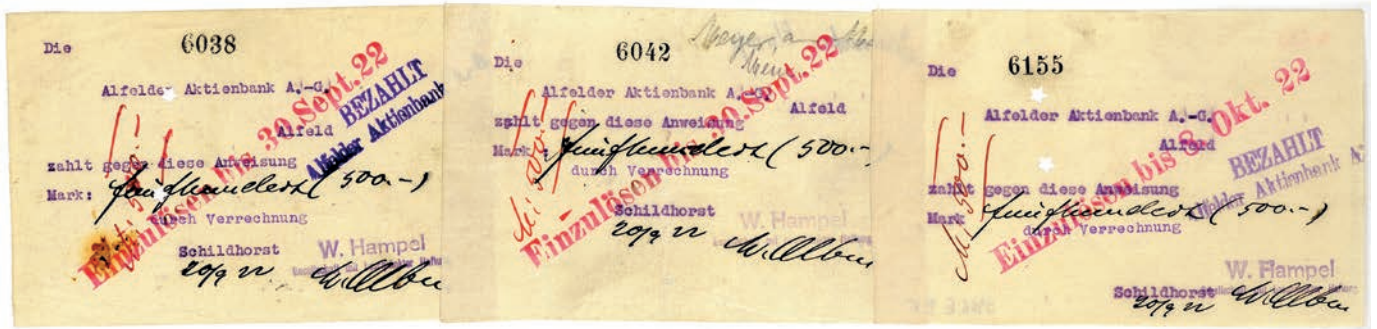 Die 6038
Alfelder Aktienbank A.-G.
Alfeld
zahlt gegen diese Anweisung
Mark: fünfhundert (500.-)
durch Verrechnung
Schildhorst
20/9 22
W. Hampel
500.-
Einzulösen bis 30. Sept. 22
BEZAHLT
Alfelder Aktienbank
Die 6042
Meyer
Alfelder Aktienbank A.-G.
Alfeld
zahlt gegen diese Anweisung
Mark: fünfhundert (500.-)
durch Verrechnung
Schildhorst
20/9 22
W. Hampel
M. 500.-
Einzulösen bis 30. Sept. 22
Die 6155
Alfelder Aktienbank A.-G.
Alfeld
zahlt gegen diese Anweisung
Mark fünfhundert (500.-)
durch Verrechnung
W. Hampel
Schildhorst
20/9 22
M. 500.-
Einzulösen bis 8. Okt. 22
BEZAHLT
Alfelder Aktienbank A.